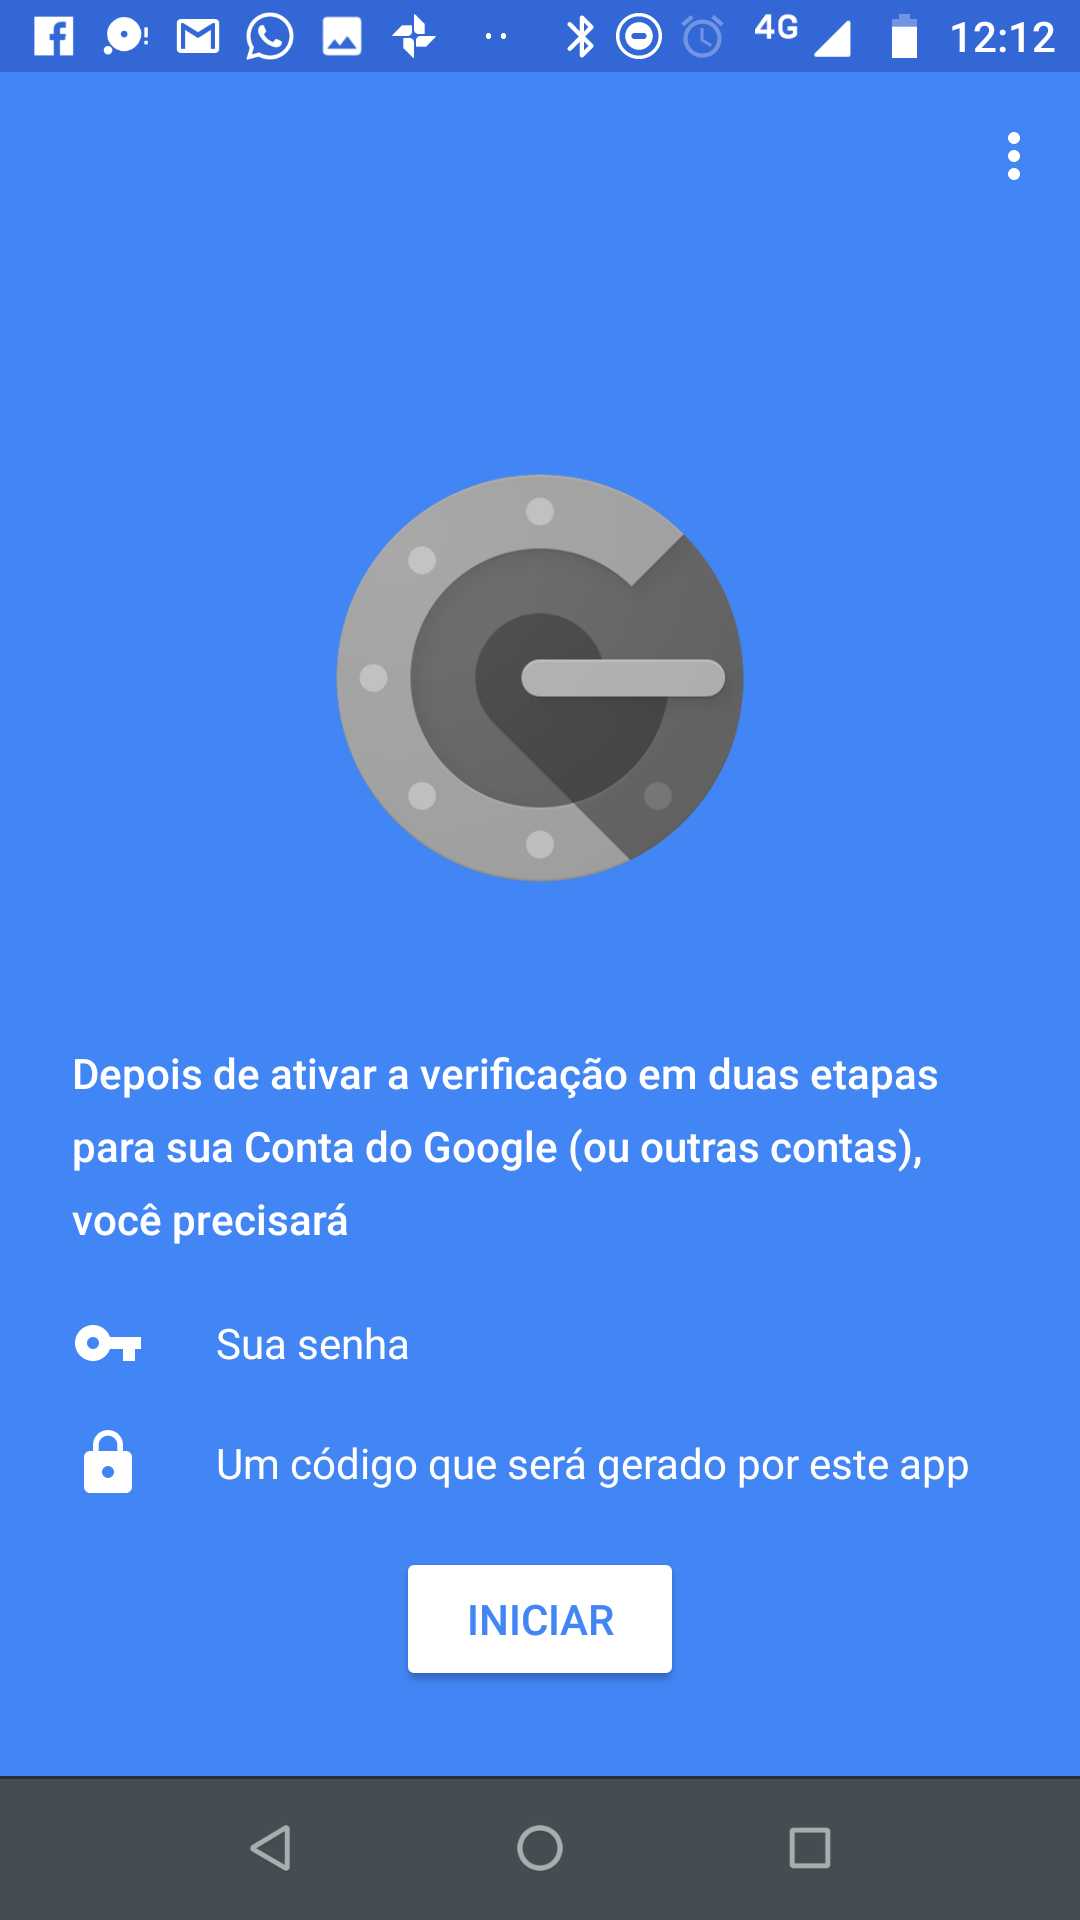 4G 12:12
Depois de ativar a verificação em duas etapas
para sua Conta do Google (ou outras contas),
você precisará
Sua senha
Um código que será gerado por este app
INICIAR